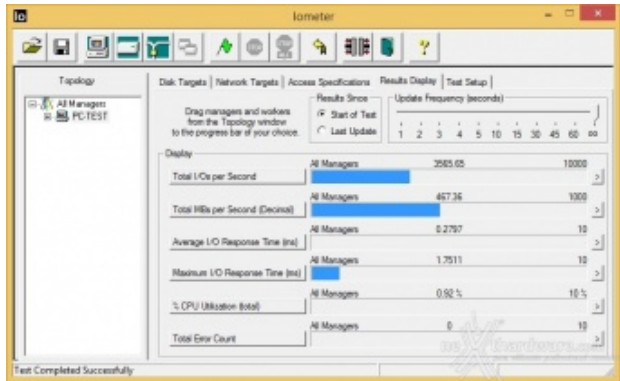 Io
Iometer
Topology
All Managers
PC-TEST
Disk Targets Network Targets Access Specifications Results Display Test Setup
Drag managers and workers
from the Topology window
to the progress bar of your choice.
Results Since
Start of Test
Last Update
Update Frequency (seconds)
1 2 3 4 5 10 15 30 45 60 ∞
Display
All Managers 3565.65 10000
Total I/Os per Second >
All Managers 467.36 1000
Total MBs per Second (Decimal) >
All Managers 0.2797 10
Average I/O Response Time (ms) >
All Managers 1.7511 10
Maximum I/O Response Time (ms) >
All Managers 0.92 % 10 %
% CPU Utilization (total) >
All Managers 0 10
Total Error Count >
Test Completed Successfully